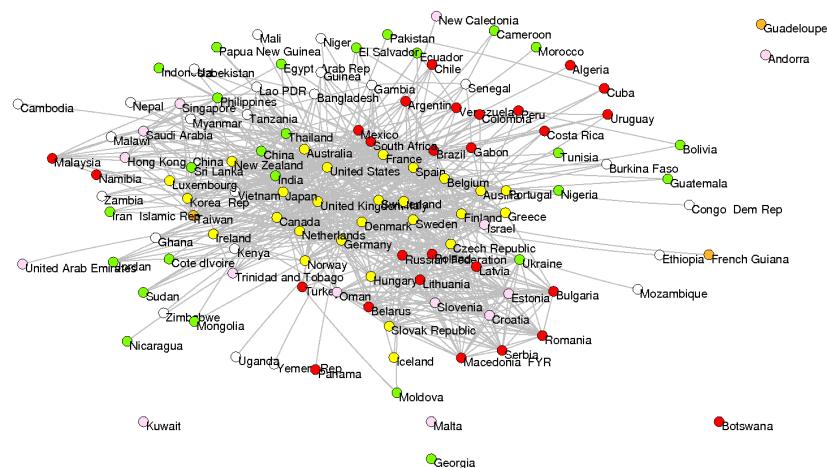 New Caledonia
Guadeloupe
Cameroon
Mali
Niger
Pakistan
Papua New Guinea
El Salvador
Morocco
Ecuador
Andorra
Chile
Uzbekistan
Egypt Arab Rep
Guinea
Algeria
Lao PDR
Gambia
Senegal
Cuba
Bangladesh
Philippines
Cambodia
Nepal
Singapore
Argentina
Venezuela
Colombia
Peru
Uruguay
Myanmar
Tanzania
Malawi
Saudi Arabia
Thailand
Mexico
South Africa
Costa Rica
Bolivia
Malaysia
Hong Kong China
China
Australia
France
Brazil
Gabon
Tunisia
New Zealand
Sri Lanka
United States
Spain
Burkina Faso
Namibia
Luxembourg
India
Belgium
Guatemala
Zambia
Korea Rep
Vietnam
Japan
Austria
Portugal
Nigeria
Iran Islamic Rep
Taiwan
United Kingdom
Congo Dem Rep
Canada
Denmark
Sweden
Finland
Greece
Israel
Ghana
Ireland
Netherlands
Germany
Czech Republic
Kenya
Russian Federation
Ethiopia
French Guiana
United Arab Emirates
Jordan
Cote dIvoire
Norway
Latvia
Ukraine
Trinidad and Tobago
Hungary
Lithuania
Sudan
Turkey
Oman
Estonia
Bulgaria
Mozambique
Zimbabwe
Mongolia
Belarus
Slovenia
Croatia
Slovak Republic
Nicaragua
Romania
Uganda
Yemen Rep
Panama
Iceland
Macedonia FYR
Serbia
Moldova
Kuwait
Malta
Botswana
Georgia